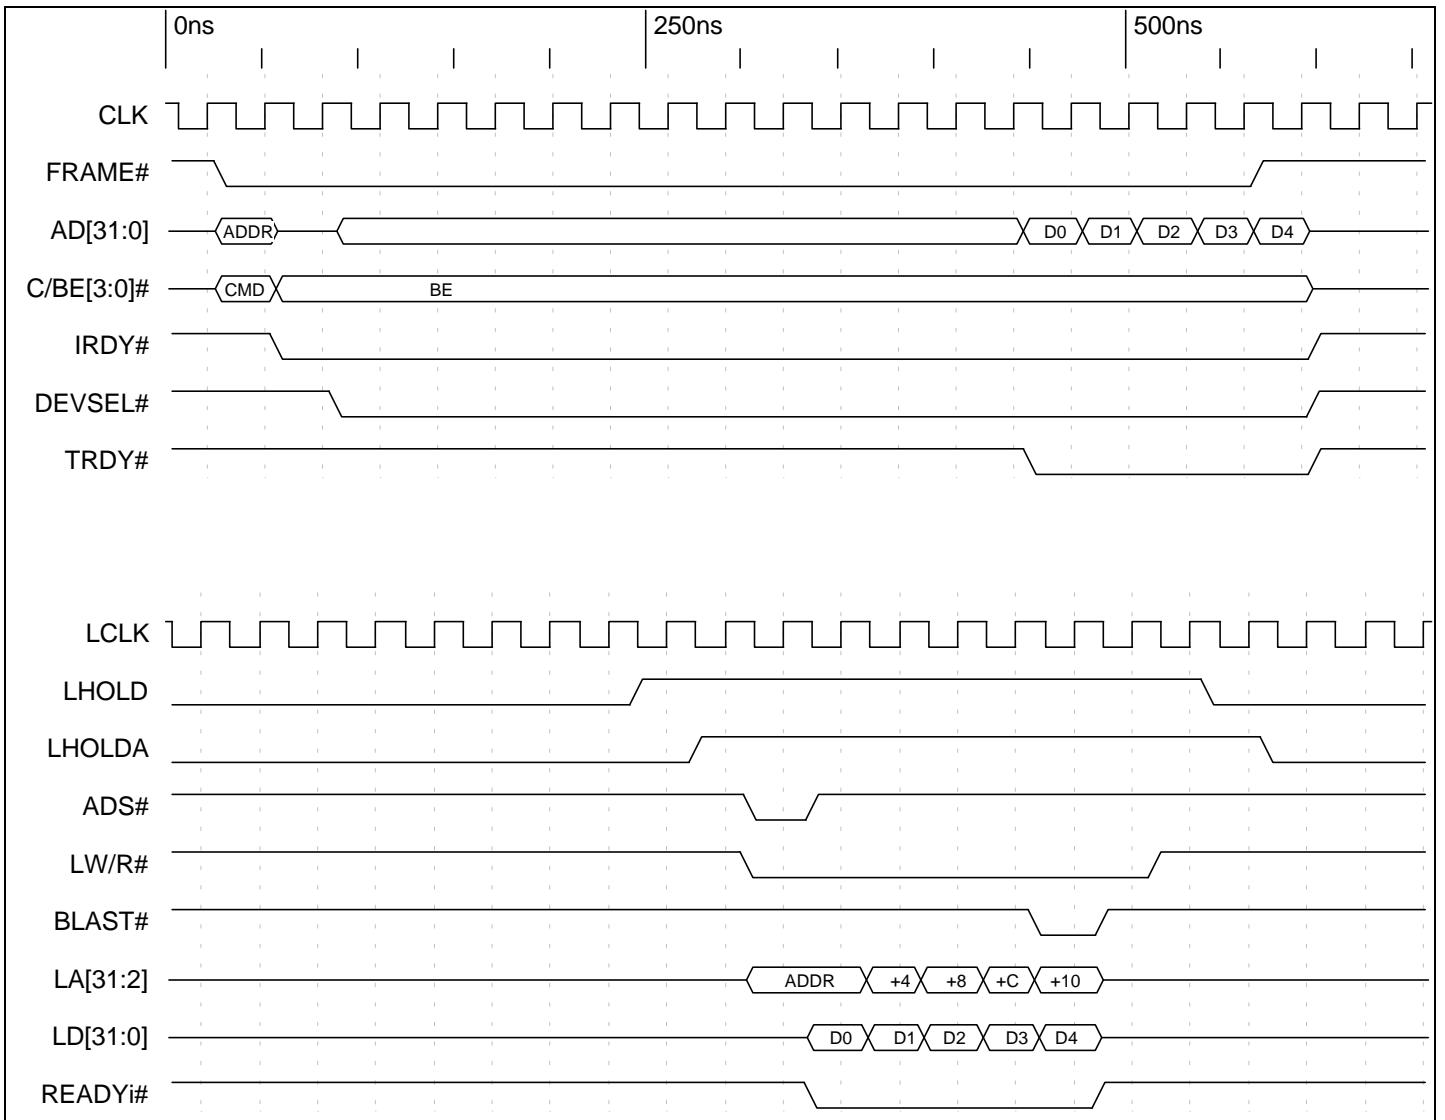 0ns 250ns 500ns
CLK
FRAME#
AD[31:0] ADDR D0 D1 D2 D3 D4
C/BE[3:0]# CMD BE
IRDY#
DEVSEL#
TRDY#
LCLK
LHOLD
LHOLDA
ADS#
LW/R#
BLAST#
LA[31:2] ADDR +4 +8 +C +10
LD[31:0] D0 D1 D2 D3 D4
READYi#